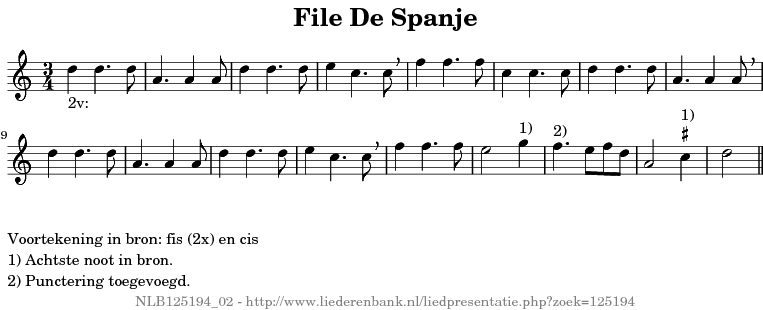 File De Spanje
3
4
2v:
9
1)
2)
1)
Voortekening in bron: fis (2x) en cis
1) Achtste noot in bron.
2) Punctering toegevoegd.
NLB125194_02 - http://www.liederenbank.nl/liedpresentatie.php?zoek=125194